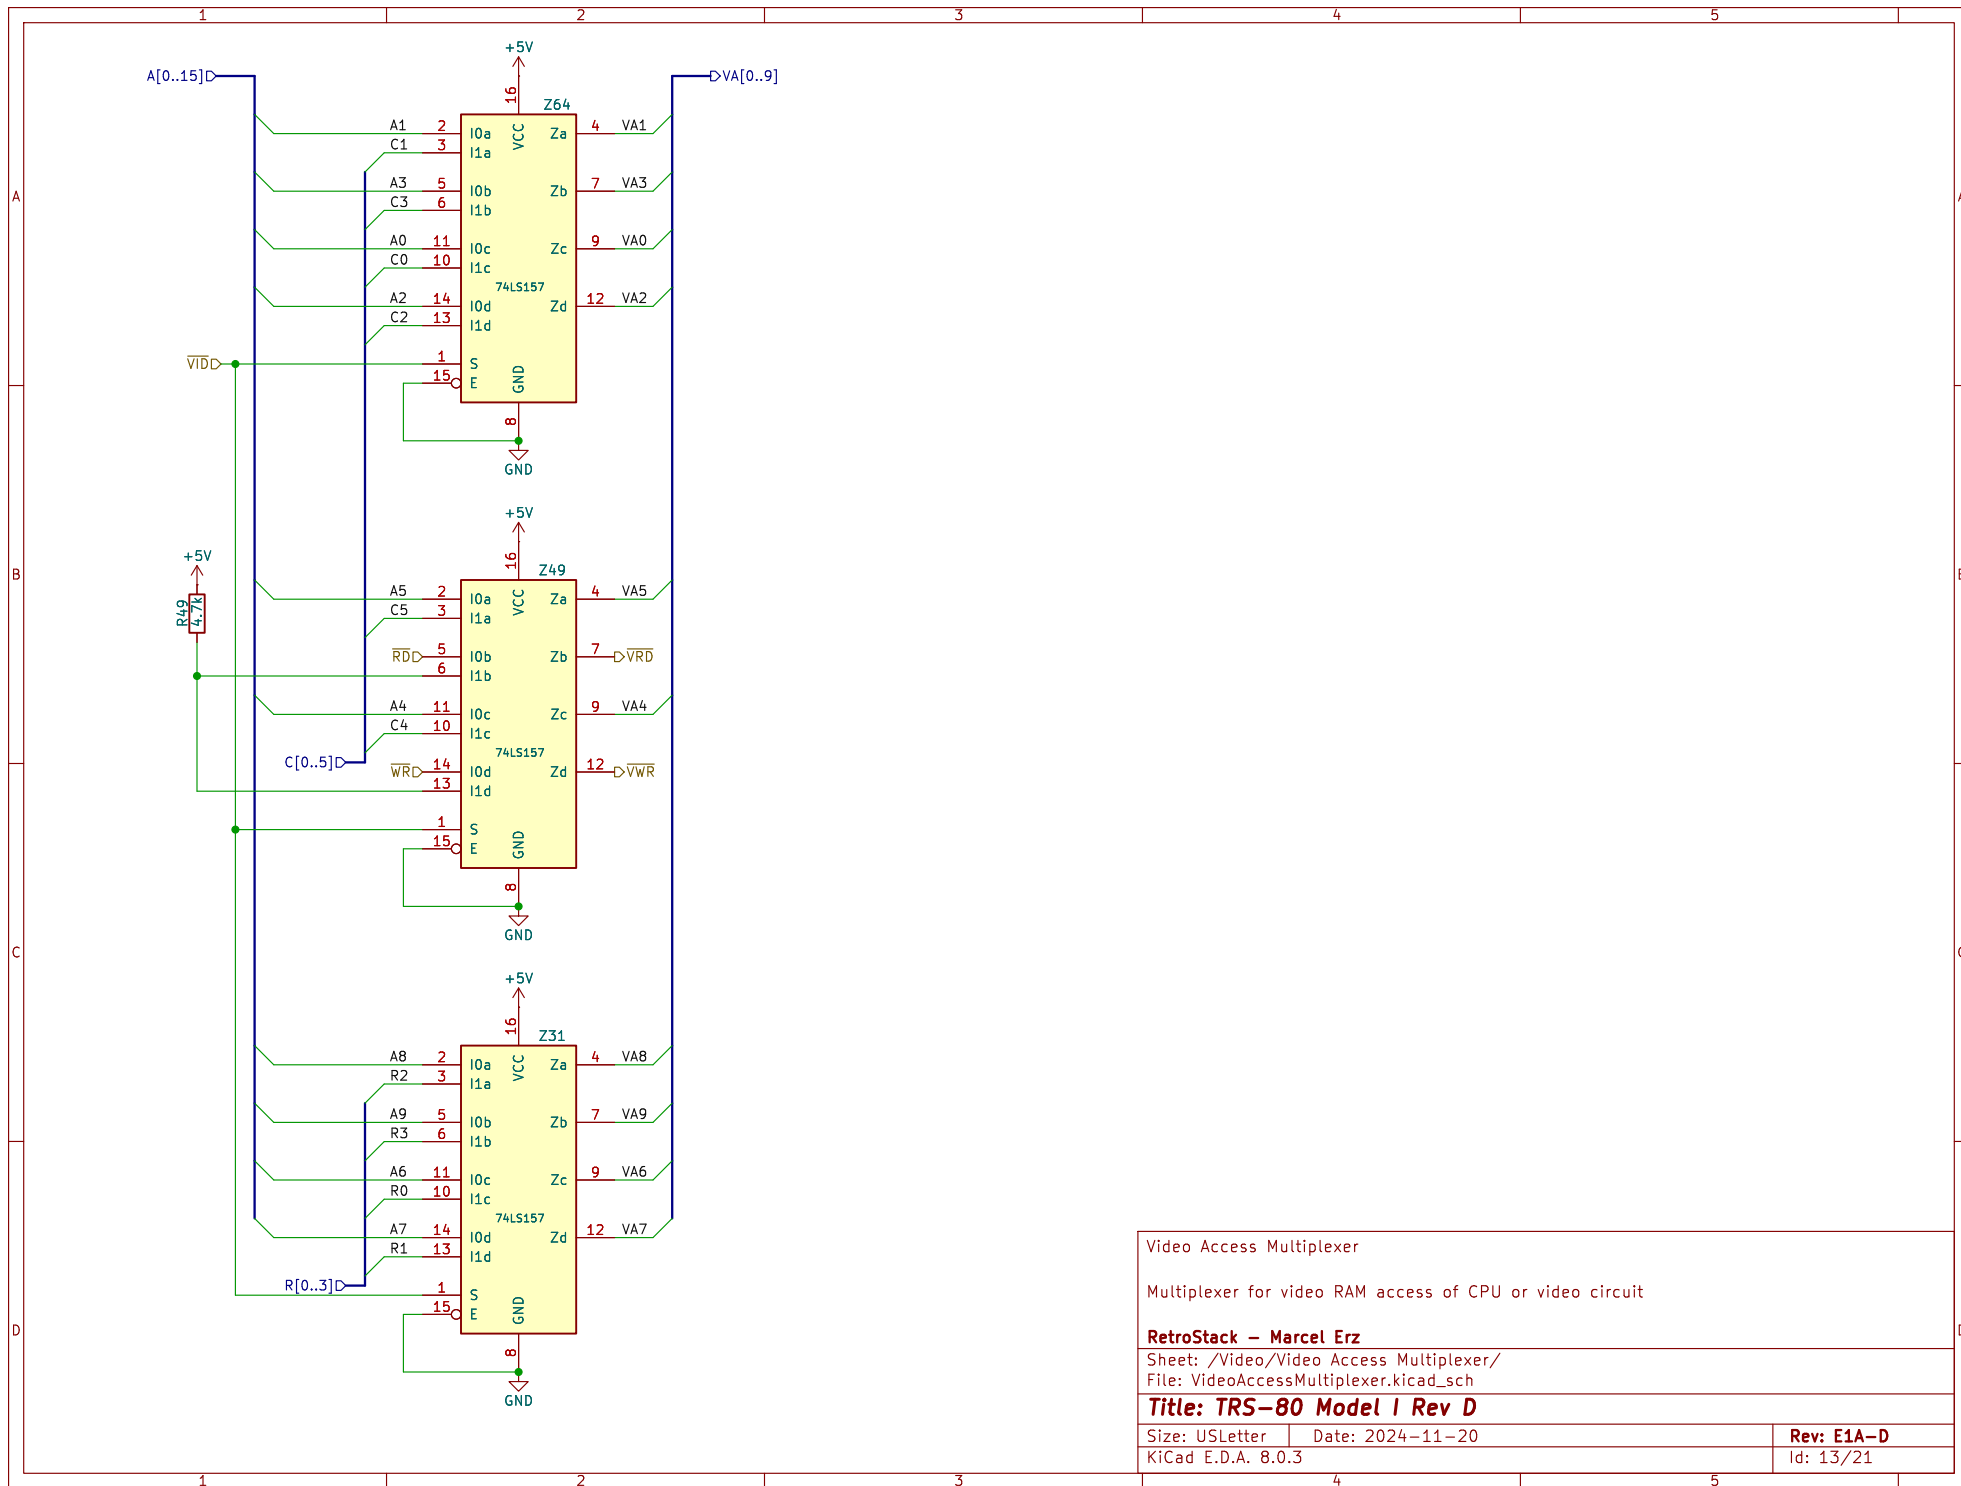 1 2 3 4 5
+5V
A[0..15] VA[0..9]
16
Z64
A1 2 I0a VCC Za 4 VA1
C1 3 I1a
A3 5 I0b Zb 7 VA3
A
C3 6 I1b
A0 11 I0c Zc 9 VA0
C0 10 I1c
74LS157
A2 14 I0d Zd 12 VA2
C2 13 I1d
VID 1 S
15 E GND
8
GND
+5V
16
+5V Z49
B
A5 2 I0a VCC Za 4 VA5
R49 4.7k C5 3 I1a
RD 5 I0b Zb 7 VRD
6 I1b
A4 11 I0c Zc 9 VA4
C4 10 I1c
74LS157
C[0..5]
WR 14 I0d Zd 12 VWR
13 I1d
1 S
15 E GND
8
GND
C
+5V
16
Z31
A8 2 I0a VCC Za 4 VA8
R2 3 I1a
A9 5 I0b Zb 7 VA9
R3 6 I1b
A6 11 I0c Zc 9 VA6
R0 10 I1c
74LS157
A7 14 I0d Zd 12 VA7
R1 13 I1d
R[0..3]
1 S
15 E GND
D
8
GND
Video Access Multiplexer
Multiplexer for video RAM access of CPU or video circuit
RetroStack - Marcel Erz
Sheet: /Video/Video Access Multiplexer/
File: VideoAccessMultiplexer.kicad_sch
Title: TRS-80 Model I Rev D
Size: USLetter Date: 2024-11-20 Rev: E1A-D
KiCad E.D.A. 8.0.3 Id: 13/21
1 2 3 4 5